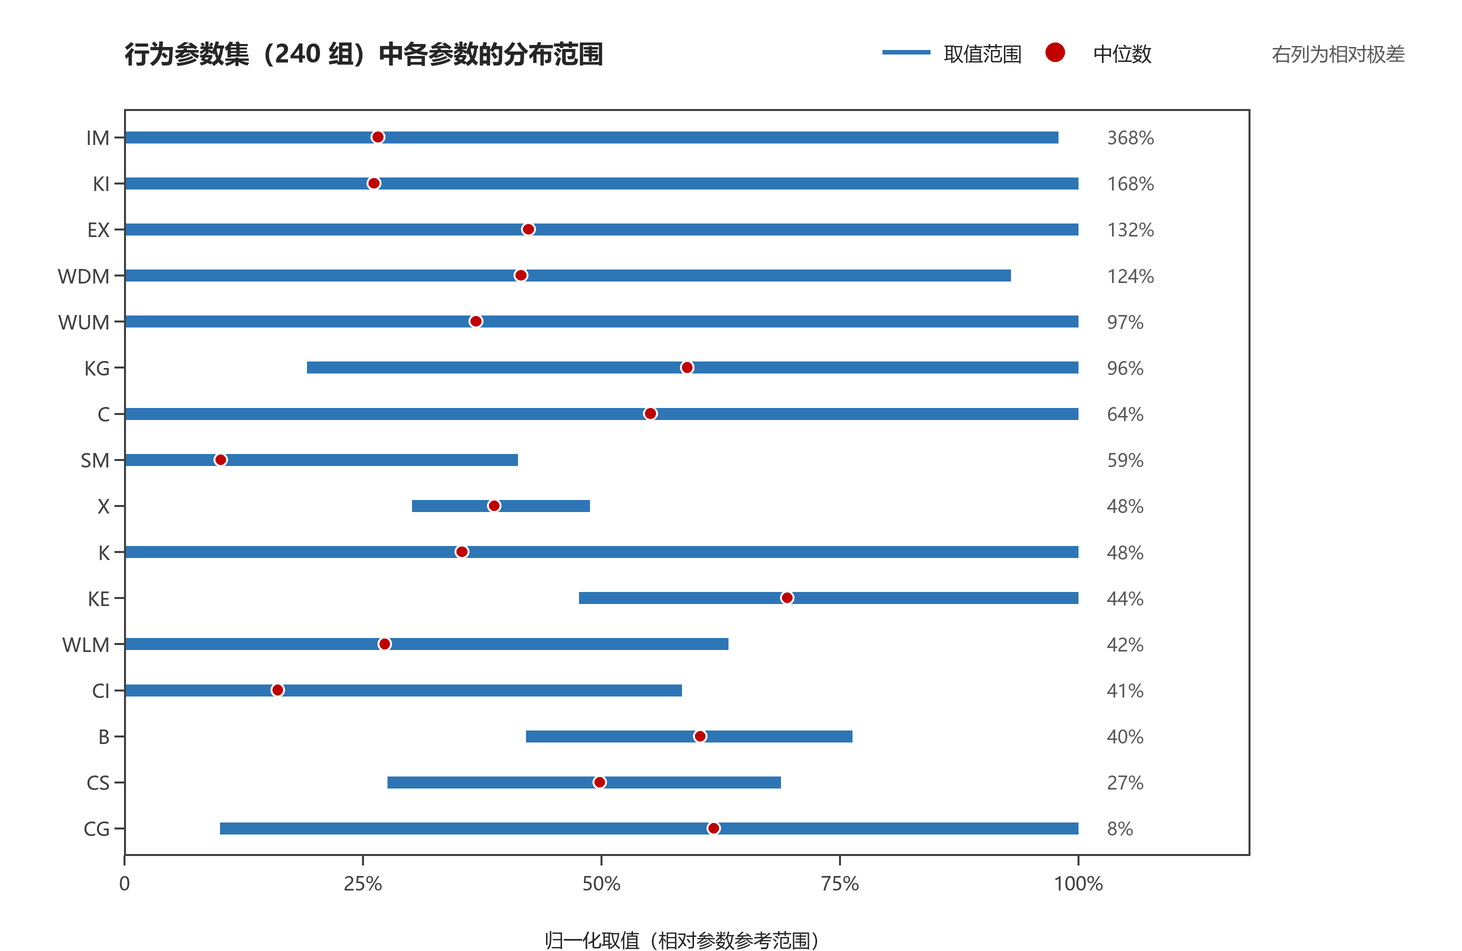 行为参数集（240 组）中各参数的分布范围
取值范围 中位数 右列为相对极差
IM 368%
KI 168%
EX 132%
WDM 124%
WUM 97%
KG 96%
C 64%
SM 59%
X 48%
K 48%
KE 44%
WLM 42%
CI 41%
B 40%
CS 27%
CG 8%
0 25% 50% 75% 100%
归一化取值（相对参数参考范围）